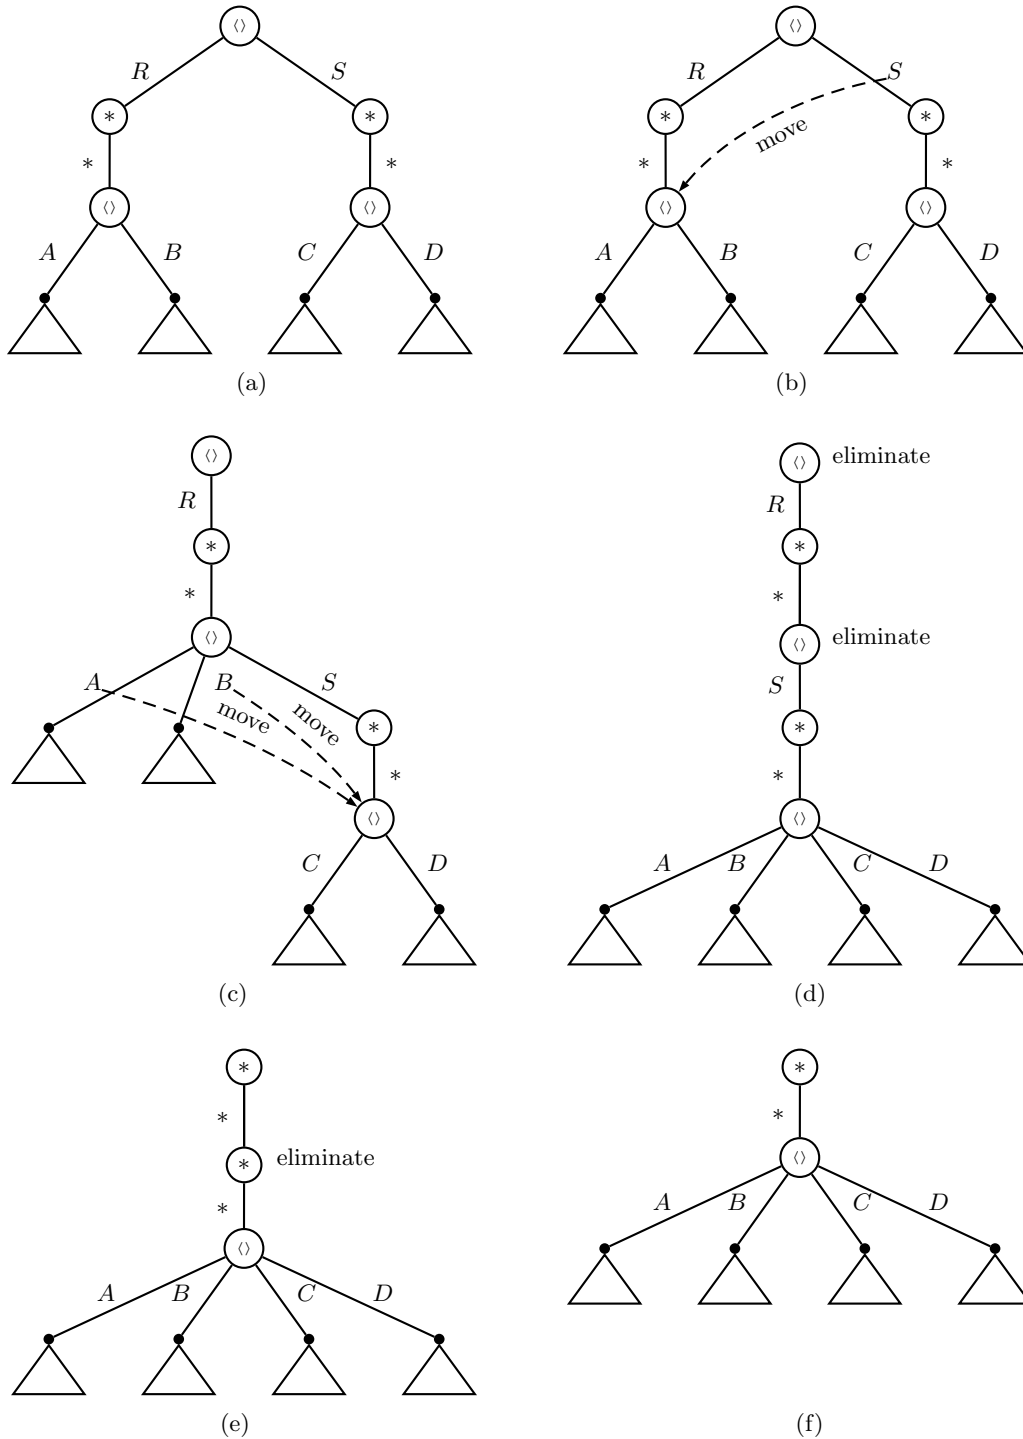 ⟨⟩
R S
* *
* *
⟨⟩ ⟨⟩
A B C D
(a)
⟨⟩
R S
* *
move
* *
⟨⟩ ⟨⟩
A B C D
(b)
⟨⟩
R
*
*
⟨⟩
A B S
move move
*
*
⟨⟩
C D
(c)
⟨⟩ eliminate
R
*
*
⟨⟩ eliminate
S
*
*
⟨⟩
A B C D
(d)
*
*
* eliminate
*
⟨⟩
A B C D
(e)
*
*
⟨⟩
A B C D
(f)